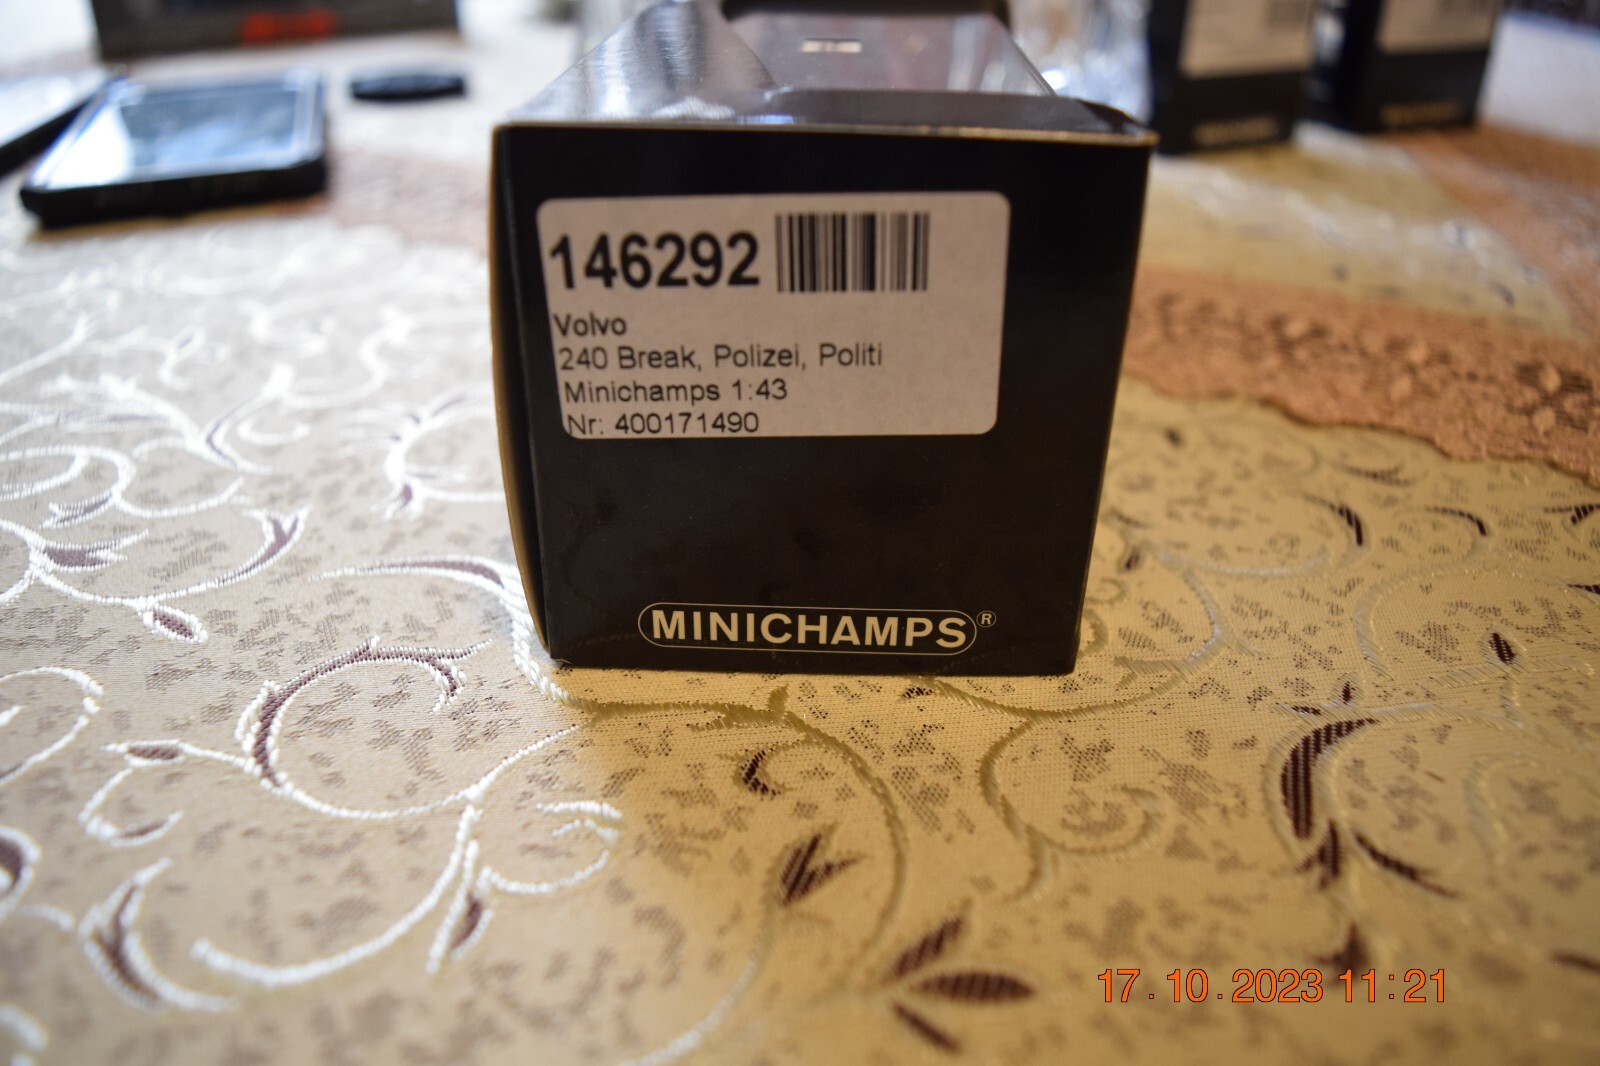 146292
Volvo
240 Break, Polizei, Politi
Minichamps 1:43
Nr: 400171490
MINICHAMPS®
17. 10. 2023 11:21